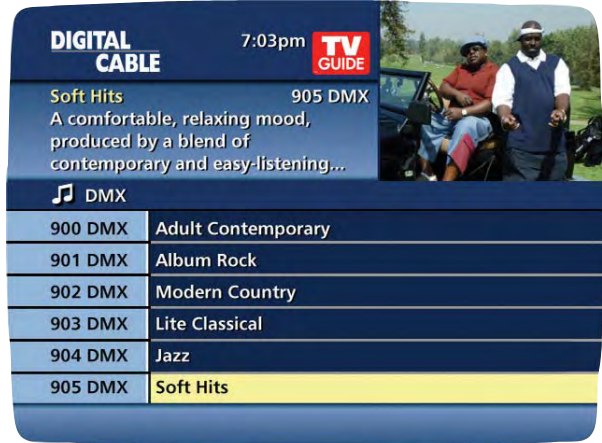 DIGITAL
CABLE
7:03pm
TV
GUIDE
Soft Hits 905 DMX
A comfortable, relaxing mood,
produced by a blend of
contemporary and easy-listening...
DMX
900 DMX Adult Contemporary
901 DMX Album Rock
902 DMX Modern Country
903 DMX Lite Classical
904 DMX Jazz
905 DMX Soft Hits